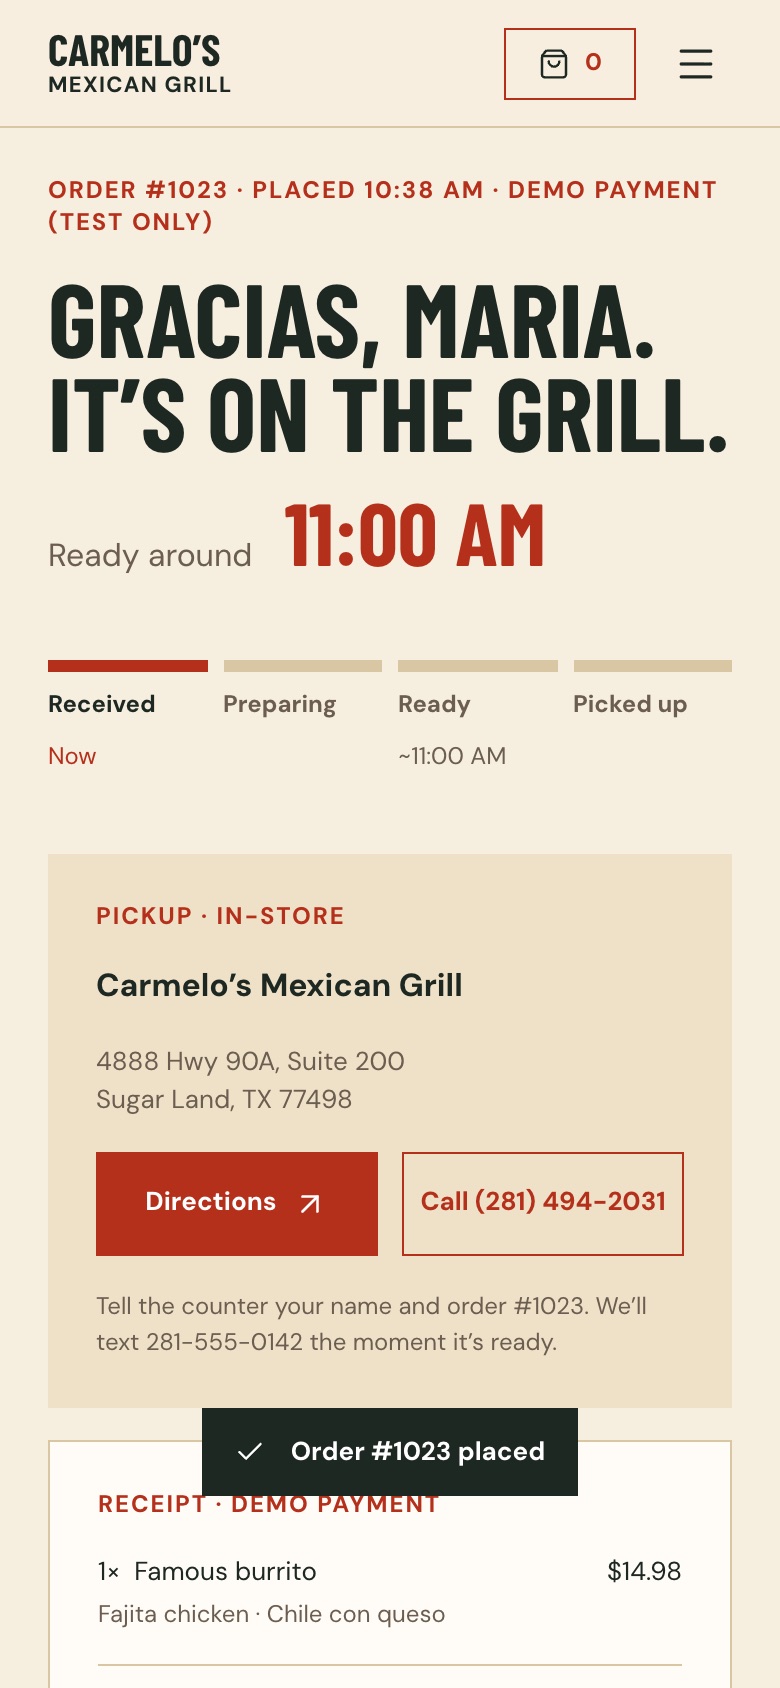 CARMELO’S
MEXICAN GRILL
0
ORDER #1023 · PLACED 10:38 AM · DEMO PAYMENT
(TEST ONLY)
GRACIAS, MARIA.
IT’S ON THE GRILL.
Ready around 11:00 AM
Received Preparing Ready Picked up
Now ~11:00 AM
PICKUP · IN-STORE
Carmelo’s Mexican Grill
4888 Hwy 90A, Suite 200
Sugar Land, TX 77498
Directions Call (281) 494-2031
Tell the counter your name and order #1023. We’ll
text 281-555-0142 the moment it’s ready.
Order #1023 placed
RECEIPT · DEMO PAYMENT
1× Famous burrito $14.98
Fajita chicken · Chile con queso